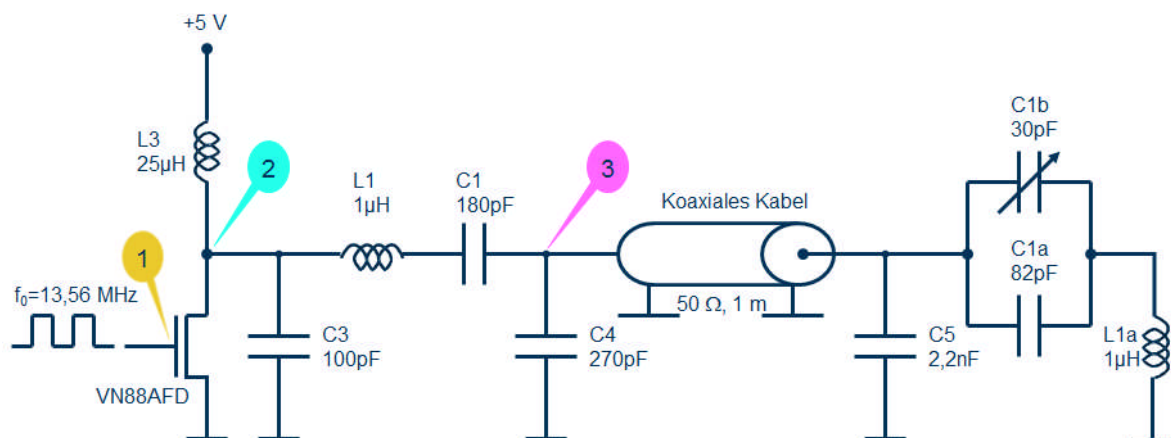 +5 V
L3
25µH
2
1
f₀=13,56 MHz
VN88AFD
C3
100pF
L1
1µH
C1
180pF
3
C4
270pF
Koaxiales Kabel
50 Ω, 1 m
C5
2,2nF
C1b
30pF
C1a
82pF
L1a
1µH